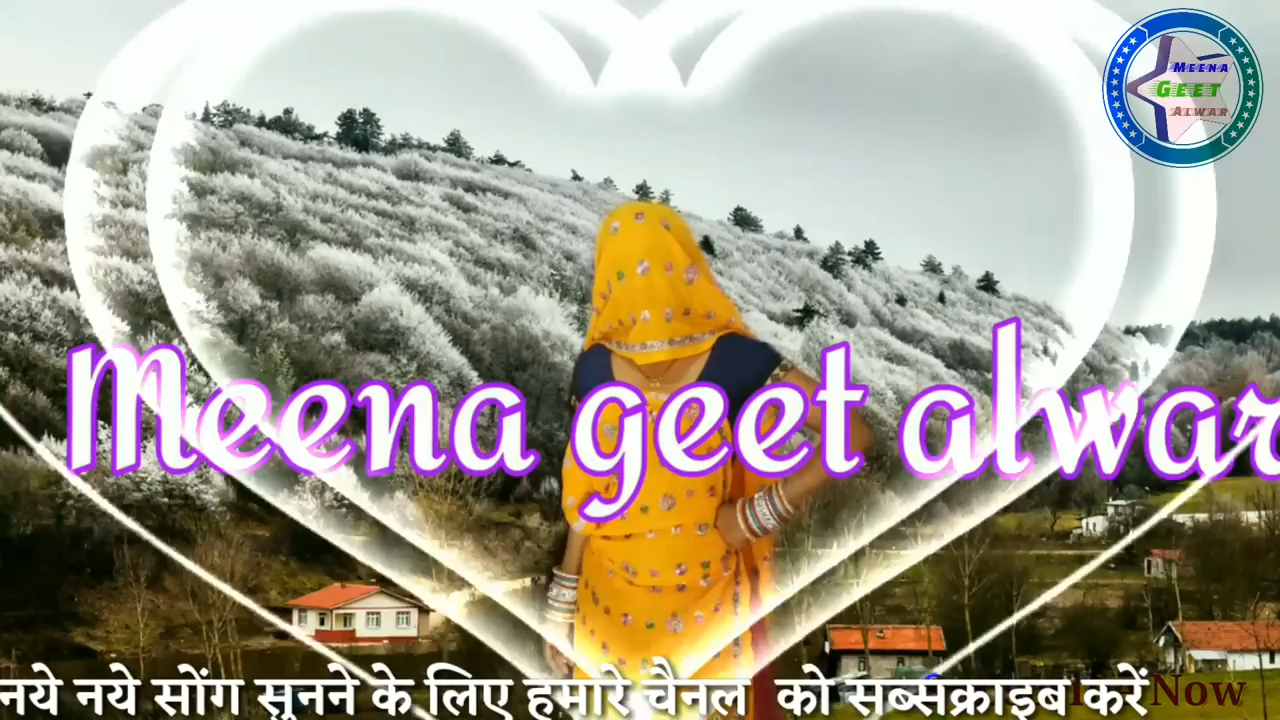 MEENA
GEET
ALWAR
Meena geet alwar
नये नये सोंग सुनने के लिए हमारे चैनल को सब्सक्राइब करें
Now